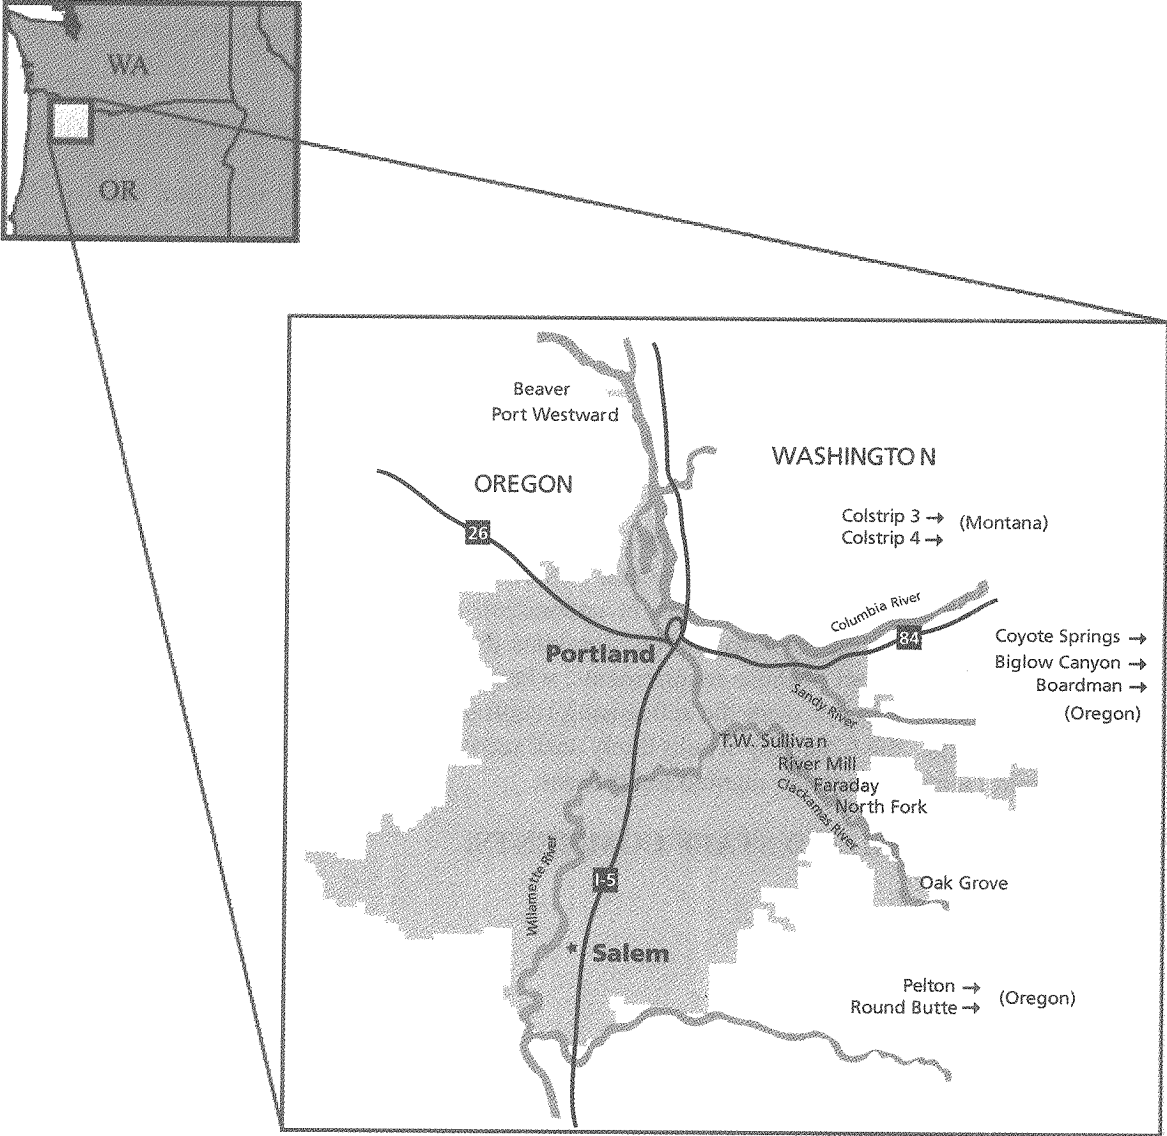 WA
OR
Beaver
Port Westward
WASHINGTON
OREGON
Colstrip 3 → (Montana)
Colstrip 4 →
26
Columbia River
84
Coyote Springs →
Biglow Canyon →
Boardman →
(Oregon)
Portland
Sandy River
T.W. Sullivan
River Mill
Faraday
North Fork
Clackamas River
Willamette River
I-5
Oak Grove
Salem
Pelton → (Oregon)
Round Butte →